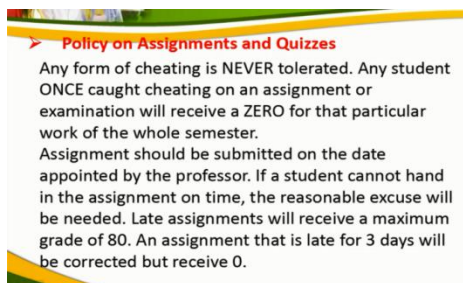 ➤ Policy on Assignments and Quizzes
Any form of cheating is NEVER tolerated. Any student
ONCE caught cheating on an assignment or
examination will receive a ZERO for that particular
work of the whole semester.
Assignment should be submitted on the date
appointed by the professor. If a student cannot hand
in the assignment on time, the reasonable excuse will
be needed. Late assignments will receive a maximum
grade of 80. An assignment that is late for 3 days will
be corrected but receive 0.